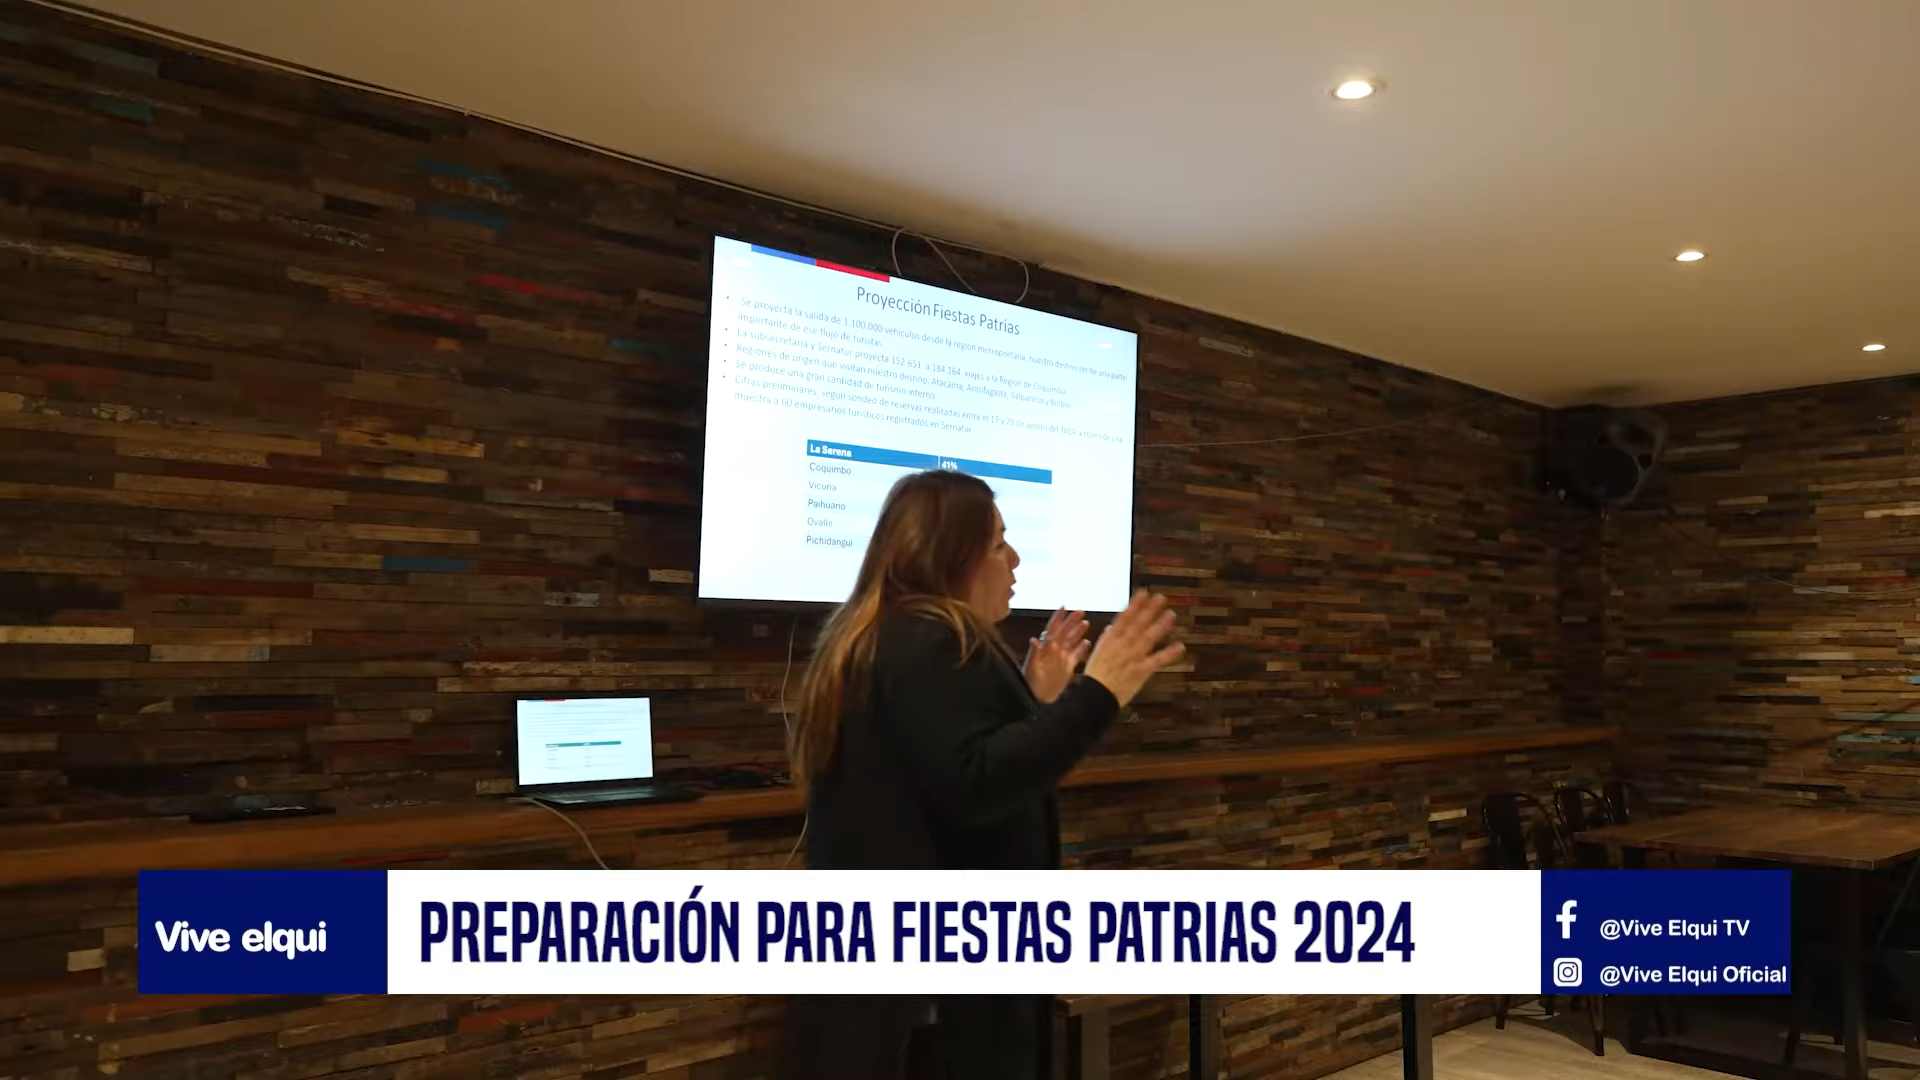 Proyección Fiestas Patrias
• Se proyecta la salida de 1.100.000 vehículos desde la región metropolitana, nuestro destino recibe una parte
importante de ese flujo de turistas.
• La subsecretaría y Sernatur proyecta 152.651 a 184.164 viajes a la Región de Coquimbo
• Regiones de origen que visitan nuestro destino: Atacama, Antofagasta, Valparaíso y Biobío
• Se produce una gran cantidad de turismo interno.
• Cifras preliminares, según sondeo de reservas realizadas entre el 15 y 20 de agosto del 2024, a través de una
muestra a 60 empresarios turísticos registrados en Sernatur
La Serena 41%
Coquimbo
Vicuña
Paihuano
Ovalle
Pichidangui
Vive elqui
PREPARACIÓN PARA FIESTAS PATRIAS 2024
@Vive Elqui TV
@Vive Elqui Oficial